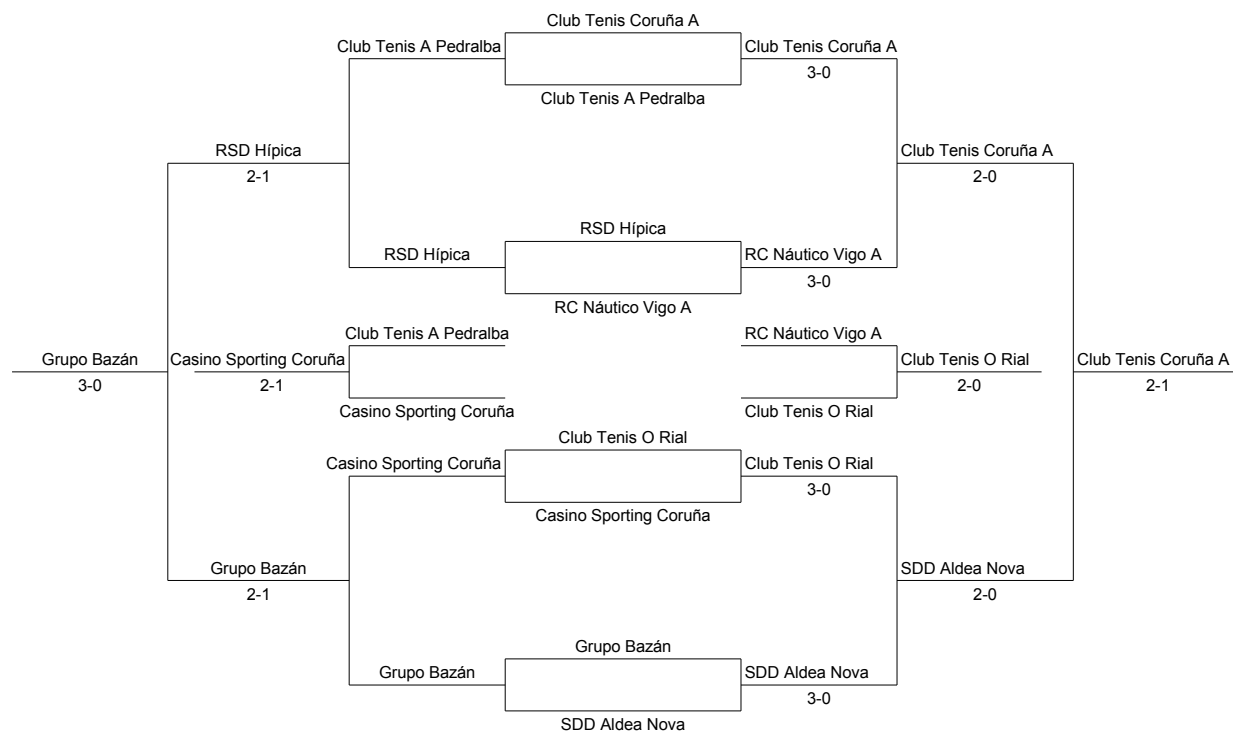 Club Tenis Coruña A
Club Tenis A Pedralba
Club Tenis Coruña A
3-0
Club Tenis A Pedralba
RSD Hípica
2-1
Club Tenis Coruña A
2-0
RSD Hípica
RSD Hípica
RC Náutico Vigo A
3-0
RC Náutico Vigo A
Club Tenis A Pedralba
RC Náutico Vigo A
Grupo Bazán
3-0
Casino Sporting Coruña
2-1
Club Tenis O Rial
2-0
Club Tenis Coruña A
2-1
Casino Sporting Coruña
Club Tenis O Rial
Club Tenis O Rial
Casino Sporting Coruña
Club Tenis O Rial
3-0
Casino Sporting Coruña
Grupo Bazán
2-1
SDD Aldea Nova
2-0
Grupo Bazán
Grupo Bazán
SDD Aldea Nova
3-0
SDD Aldea Nova